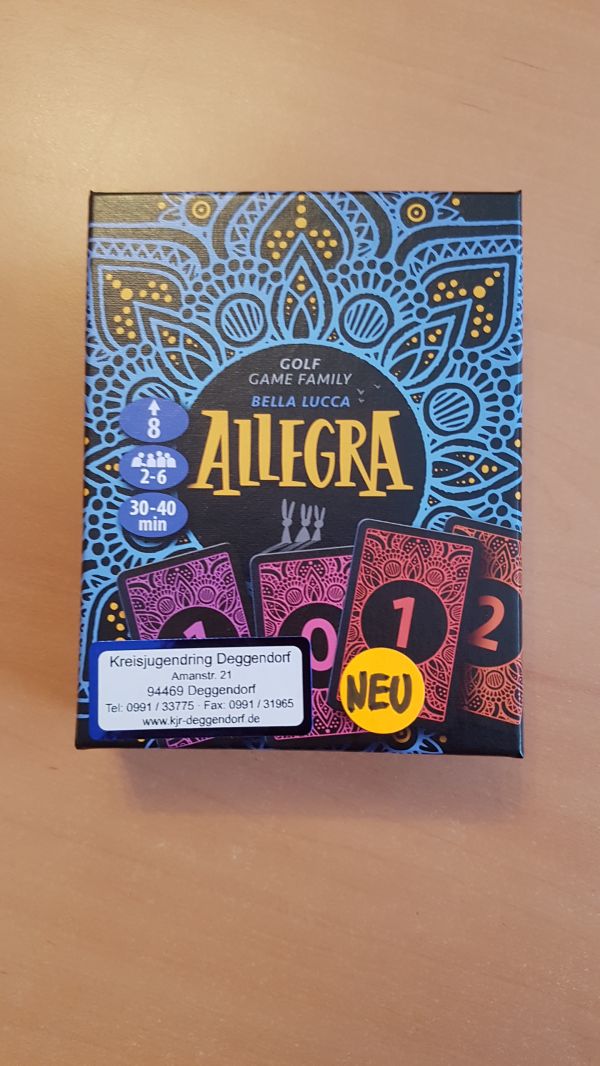 GOLF
GAME FAMILY
BELLA LUCCA
ALLEGRA
8
2-6
30-40
min
1
0
1
2
Kreisjugendring Deggendorf
Amanstr. 21
94469 Deggendorf
Tel: 0991 / 33775 · Fax: 0991 / 31965
www.kjr-deggendorf.de
NEU